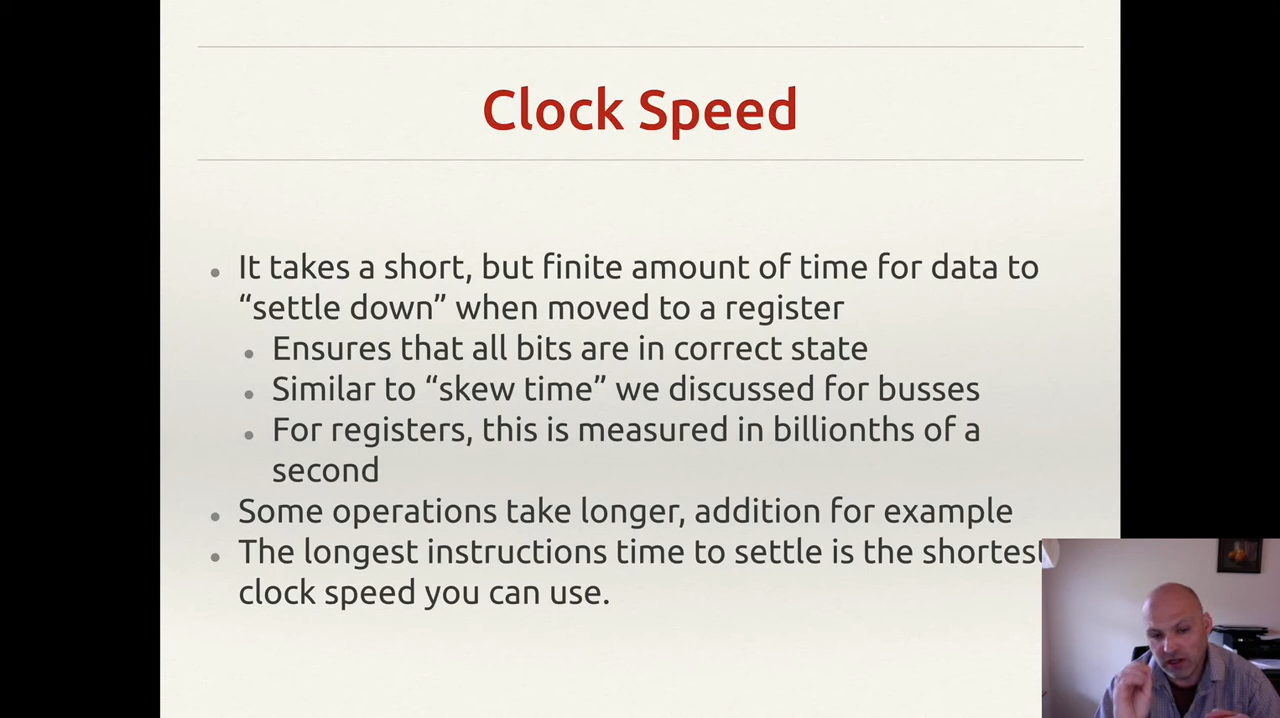 Clock Speed
It takes a short, but finite amount of time for data to
“settle down” when moved to a register
Ensures that all bits are in correct state
Similar to “skew time” we discussed for busses
For registers, this is measured in billionths of a
second
Some operations take longer, addition for example
The longest instructions time to settle is the shortest
clock speed you can use.